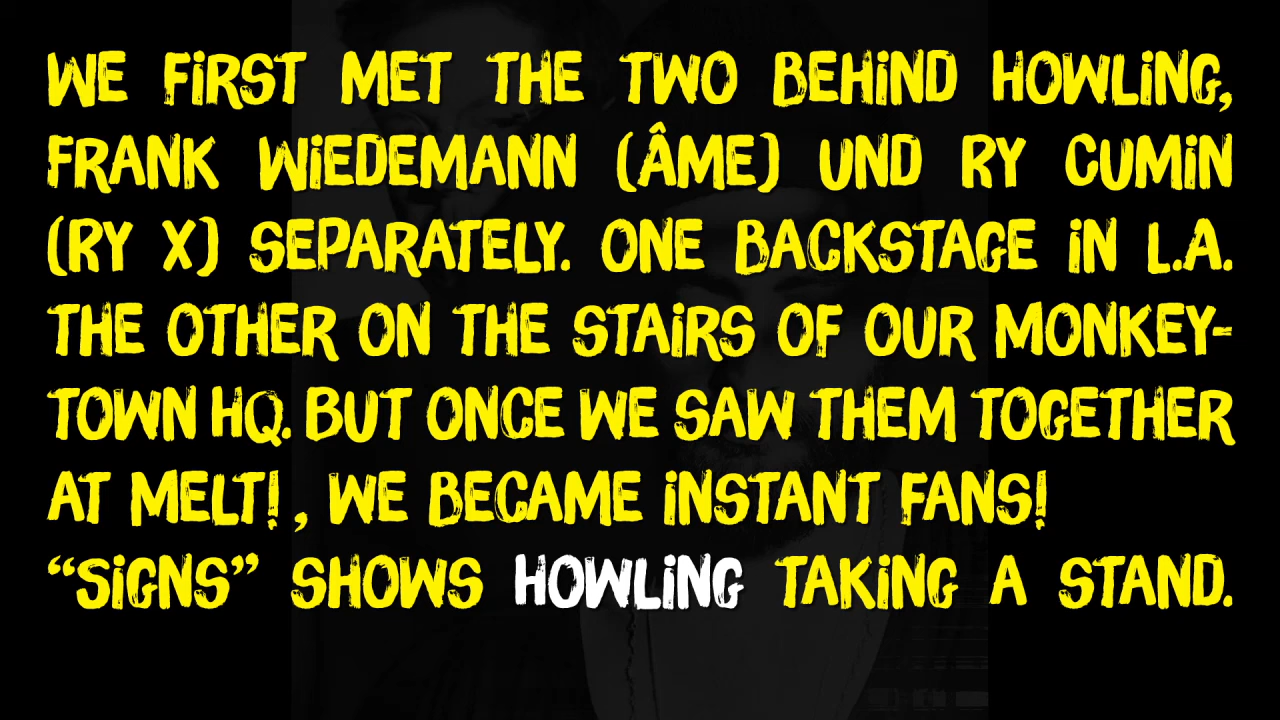 WE FIRST MET THE TWO BEHIND HOWLING,
FRANK WIEDEMANN (ÂME) UND RY CUMIN
(RY X) SEPARATELY. ONE BACKSTAGE IN L.A.
THE OTHER ON THE STAIRS OF OUR MONKEY-
TOWN HQ. BUT ONCE WE SAW THEM TOGETHER
AT MELT! , WE BECAME INSTANT FANS!
“SIGNS” SHOWS HOWLING TAKING A STAND.